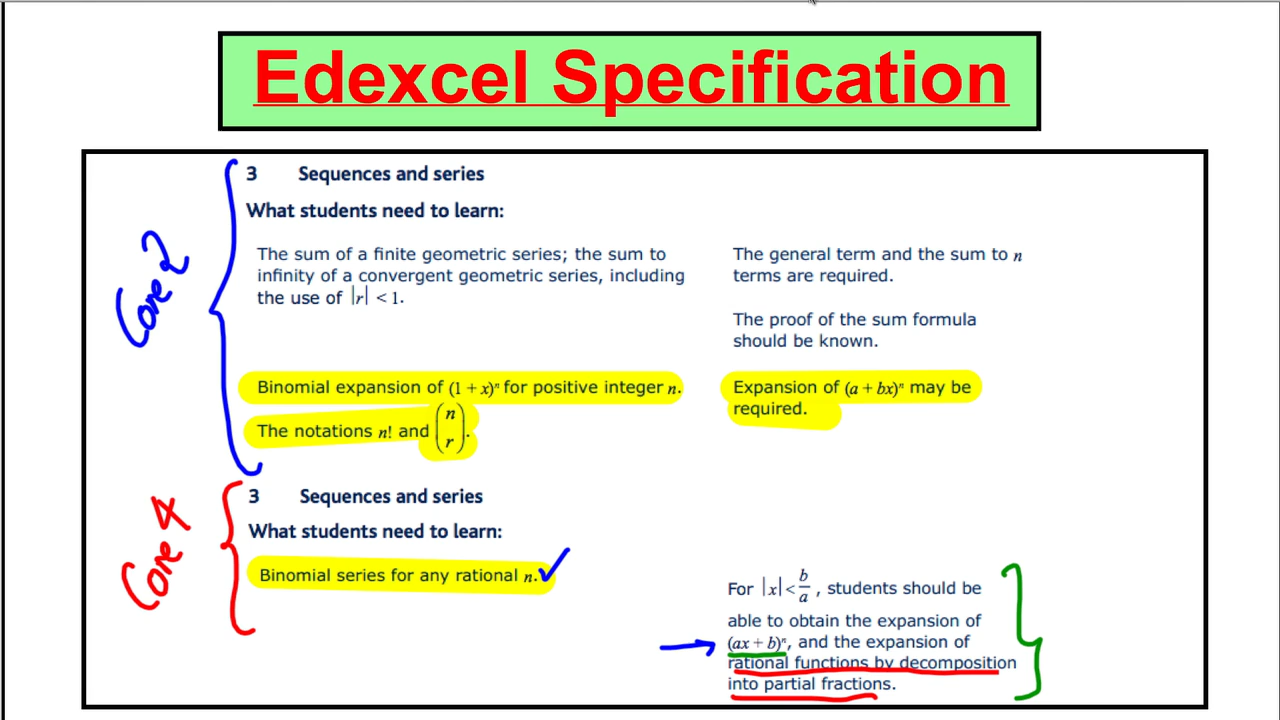 Edexcel Specification
Core 2
3 Sequences and series
What students need to learn:
The sum of a finite geometric series; the sum to
infinity of a convergent geometric series, including
the use of |r| < 1.
The general term and the sum to n
terms are required.
The proof of the sum formula
should be known.
Binomial expansion of (1 + x)ⁿ for positive integer n.
The notations n! and (n r).
Expansion of (a + bx)ⁿ may be
required.
Core 4
3 Sequences and series
What students need to learn:
Binomial series for any rational n.
For |x| < b/a , students should be
able to obtain the expansion of
(ax + b)ⁿ, and the expansion of
rational functions by decomposition
into partial fractions.